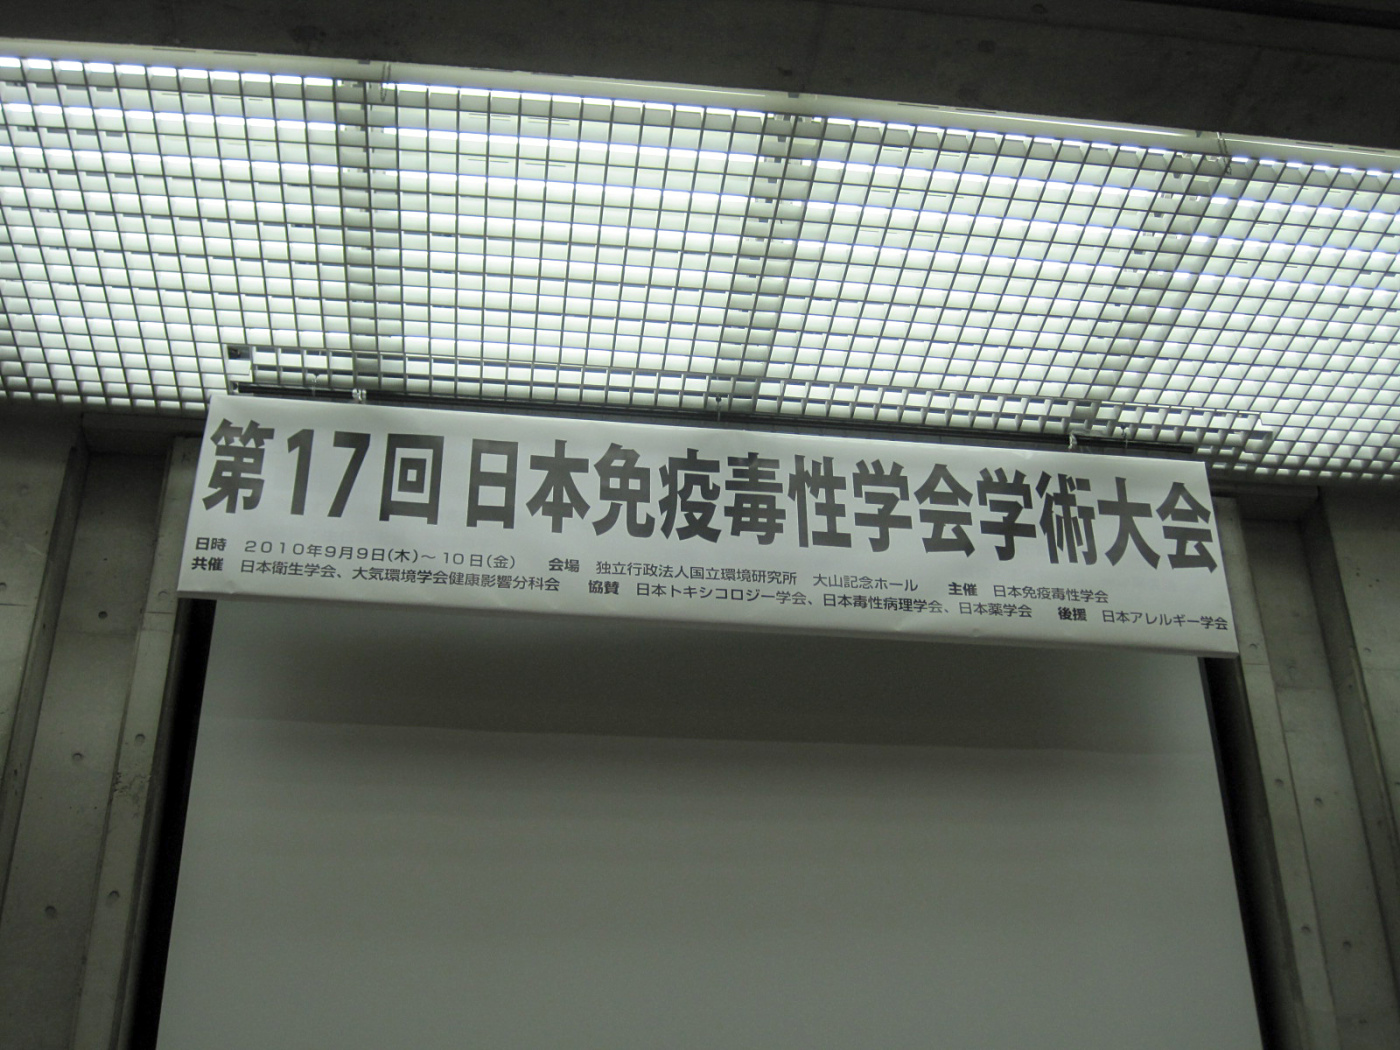 第17回 日本免疫毒性学会学術大会
日時 2010年9月9日(木)～10日(金) 会場 独立行政法人国立環境研究所 大山記念ホール 主催 日本免疫毒性学会
共催 日本衛生学会、大気環境学会健康影響分科会 協賛 日本トキシコロジー学会、日本毒性病理学会、日本薬学会 後援 日本アレルギー学会